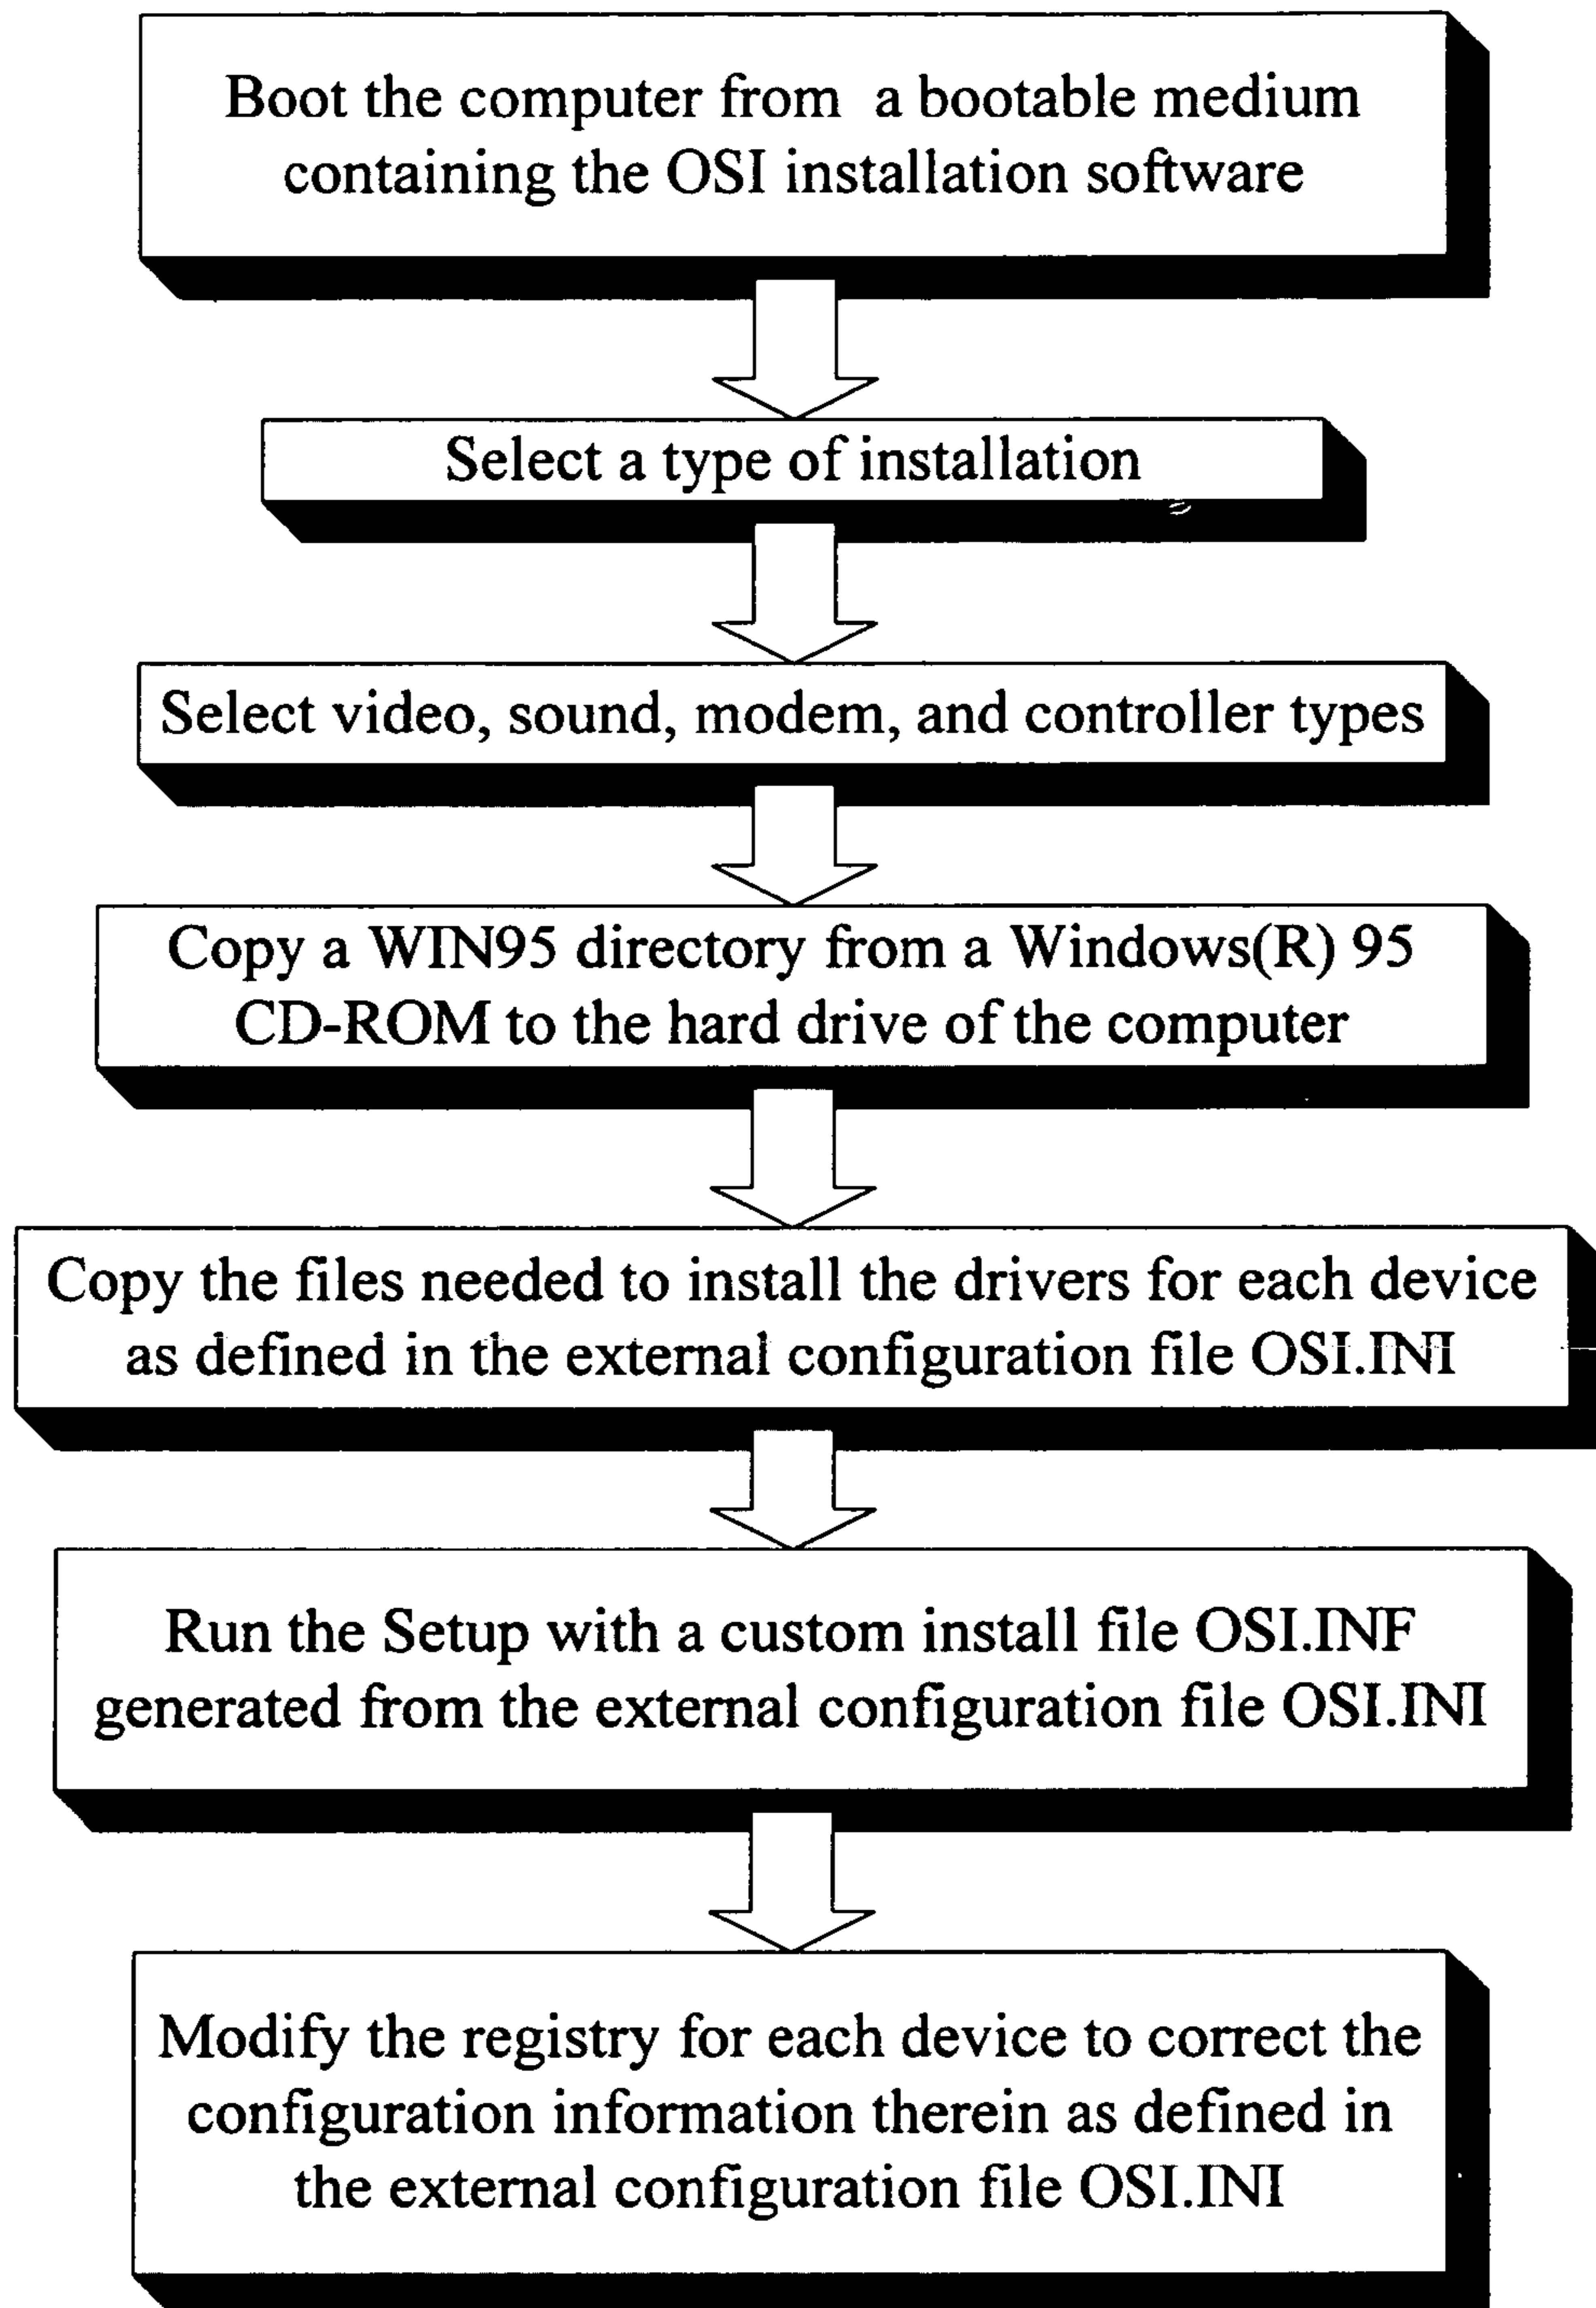 Boot the computer from a bootable medium
containing the OSI installation software
Select a type of installation
Select video, sound, modem, and controller types
Copy a WIN95 directory from a Windows(R) 95
CD-ROM to the hard drive of the computer
Copy the files needed to install the drivers for each device
as defined in the external configuration file OSI.INI
Run the Setup with a custom install file OSI.INF
generated from the external configuration file OSI.INI
Modify the registry for each device to correct the
configuration information therein as defined in
the external configuration file OSI.INI